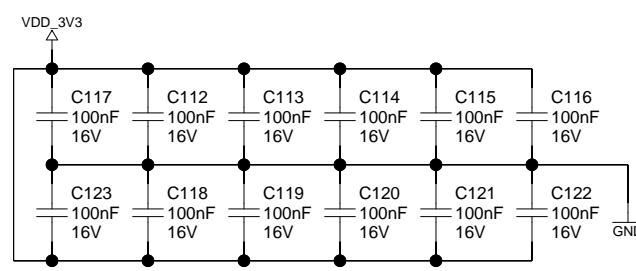 VDD_3V3
C117
100nF
16V
C112
100nF
16V
C113
100nF
16V
C114
100nF
16V
C115
100nF
16V
C116
100nF
16V
C123
100nF
16V
C118
100nF
16V
C119
100nF
16V
C120
100nF
16V
C121
100nF
16V
C122
100nF
16V
GND